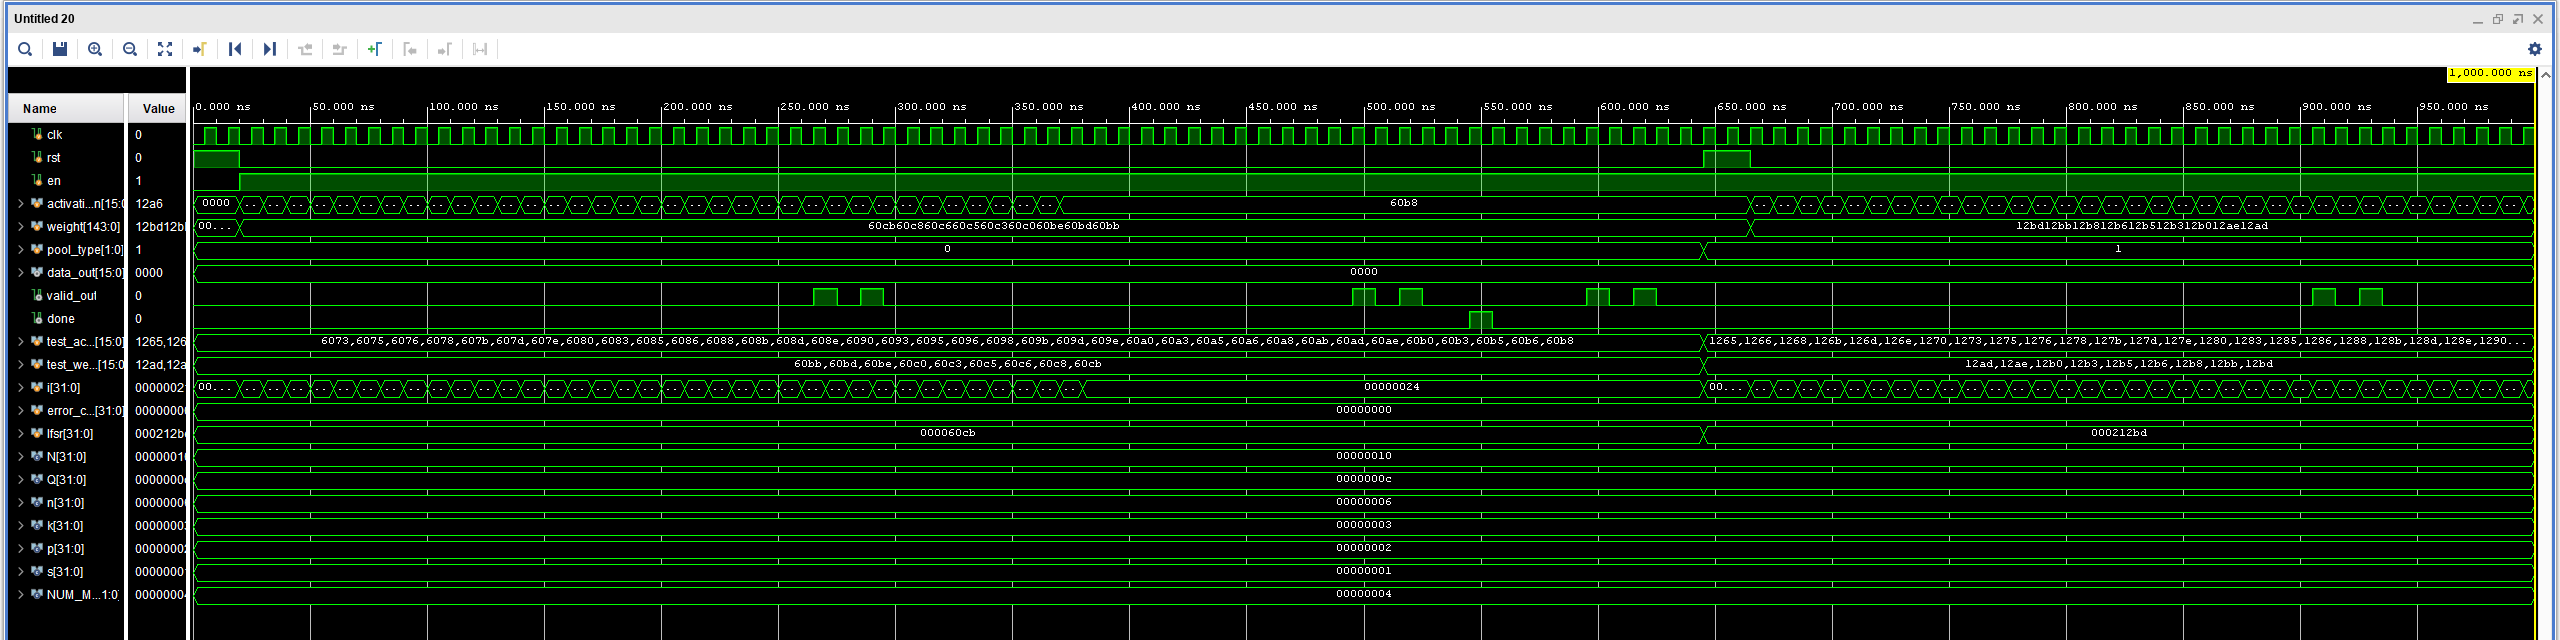 Untitled 20
1,000.000 ns
Name Value
0.000 ns 50.000 ns 100.000 ns 150.000 ns 200.000 ns 250.000 ns 300.000 ns 350.000 ns 400.000 ns 450.000 ns 500.000 ns 550.000 ns 600.000 ns 650.000 ns 700.000 ns 750.000 ns 800.000 ns 850.000 ns 900.000 ns 950.000 ns
clk 0
rst 0
en 1
activati...n[15:0 12a6 0000 60b8
weight[143:0] 12bd12b 00... 60cb60c860c660c560c360c060be60bd60bb 12bd12bb12b812b612b512b312b012ae12ad
pool_type[1:0] 1 0 1
data_out[15:0] 0000 0000
valid_out 0
done 0
test_ac...[15:0] 1265,126 6073,6075,6076,6078,607b,607d,607e,6080,6083,6085,6086,6088,608b,608d,608e,6090,6093,6095,6096,6098,609b,609d,609e,60a0,60a3,60a5,60a6,60a8,60ab,60ad,60ae,60b0,60b3,60b5,60b6,60b8 1265,1266,1268,126b,126d,126e,1270,1273,1275,1276,1278,127b,127d,127e,1280,1283,1285,1286,1288,128b,128d,128e,1290...
test_we...[15:0 12ad,12a 60bb,60bd,60be,60c0,60c3,60c5,60c6,60c8,60cb 12ad,12ae,12b0,12b3,12b5,12b6,12b8,12bb,12bd
i[31:0] 0000002 00... 00000024 00...
error_c...[31:0] 0000000 00000000
lfsr[31:0] 000212b 000060cb 000212bd
N[31:0] 0000001 00000010
Q[31:0] 0000000 0000000c
n[31:0] 0000000 00000006
k[31:0] 0000000 00000003
p[31:0] 0000000 00000002
s[31:0] 0000000 00000001
NUM_M...1:0] 0000000 00000004